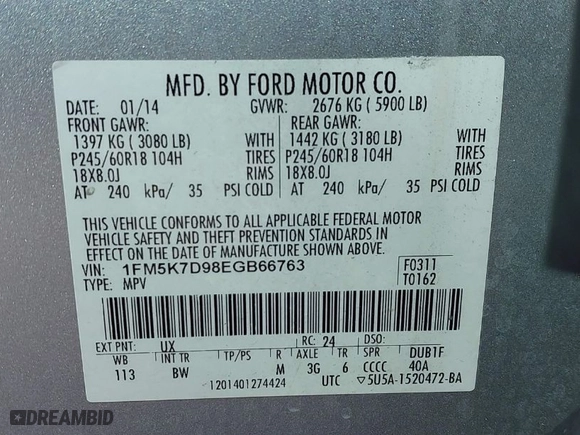 MFD. BY FORD MOTOR CO.
DATE: 01/14 GVWR: 2676 KG ( 5900 LB)
FRONT GAWR: REAR GAWR:
1397 KG ( 3080 LB) WITH 1442 KG ( 3180 LB) WITH
P245/60R18 104H TIRES P245/60R18 104H TIRES
18X8.0J RIMS 18X8.0J RIMS
AT 240 kPa/ 35 PSI COLD AT 240 kPa/ 35 PSI COLD
THIS VEHICLE CONFORMS TO ALL APPLICABLE FEDERAL MOTOR
VEHICLE SAFETY AND THEFT PREVENTION STANDARDS IN
EFFECT ON THE DATE OF MANUFACTURE SHOWN ABOVE.
VIN: 1FM5K7D98EGB66763 F0311
TYPE: MPV T0162
EXT PNT: UX RC: 24 DSO:
WB INT TR TP/PS R AXLE TR SPR DUB1F
113 BW M 3G 6 CCCC 40A
1201401274424 UTC ▽5U5A-1520472-BA
DREAMBID